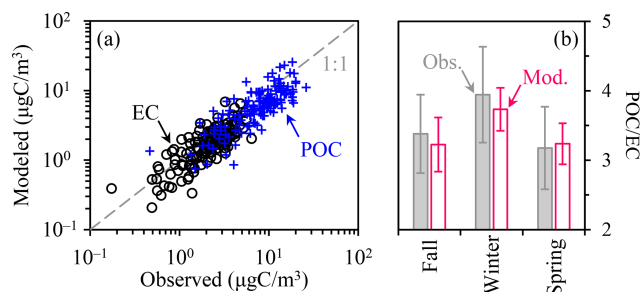 (a)
1:1
EC
POC
Modeled (μgC/m³)
10²
10¹
10⁰
10⁻¹
10⁻¹ 10⁰ 10¹ 10²
Observed (μgC/m³)
(b)
Obs.
Mod.
5
4
3
2
POC/EC
Fall
Winter
Spring